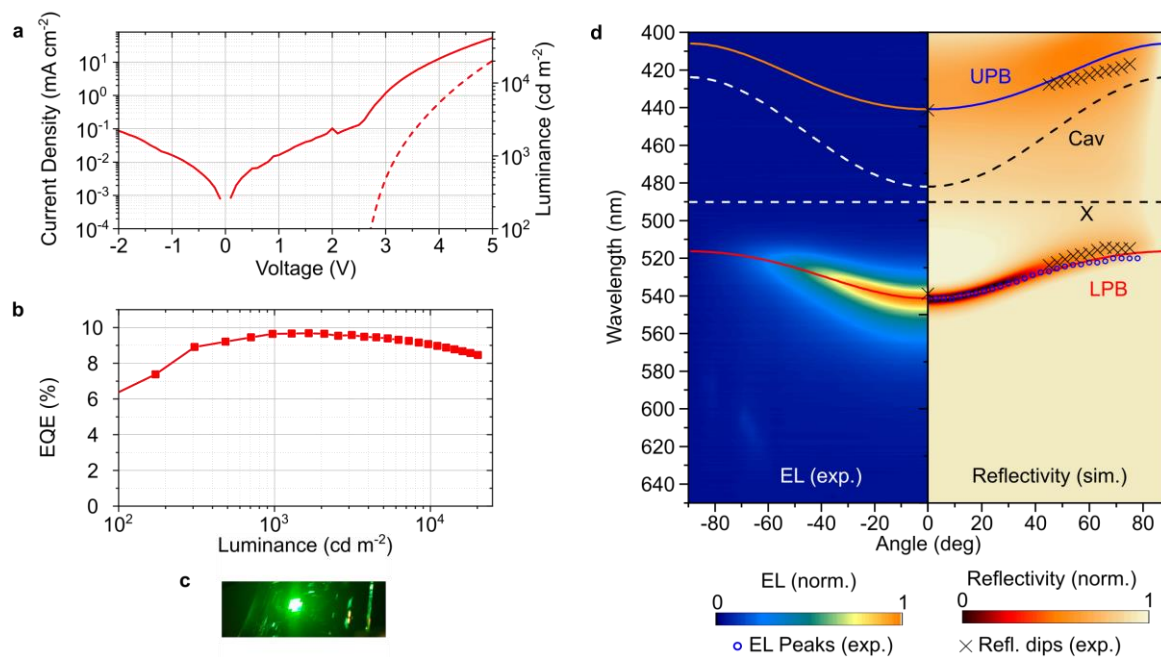 a
Current Density (mA cm⁻²)
10¹
10⁰
10⁻¹
10⁻²
10⁻³
10⁻⁴
-2 -1 0 1 2 3 4 5
Voltage (V)
10⁴
10³
10²
Luminance (cd m⁻²)
b
EQE (%)
10
8
6
4
2
0
10² 10³ 10⁴
Luminance (cd m⁻²)
c
d
Wavelength (nm)
400
420
440
460
480
500
520
540
560
580
600
620
640
UPB
Cav
X
LPB
EL (exp.)
Reflectivity (sim.)
-80 -60 -40 -20 0 20 40 60 80
Angle (deg)
EL (norm.)
0 1
EL Peaks (exp.)
Reflectivity (norm.)
0 1
Refl. dips (exp.)